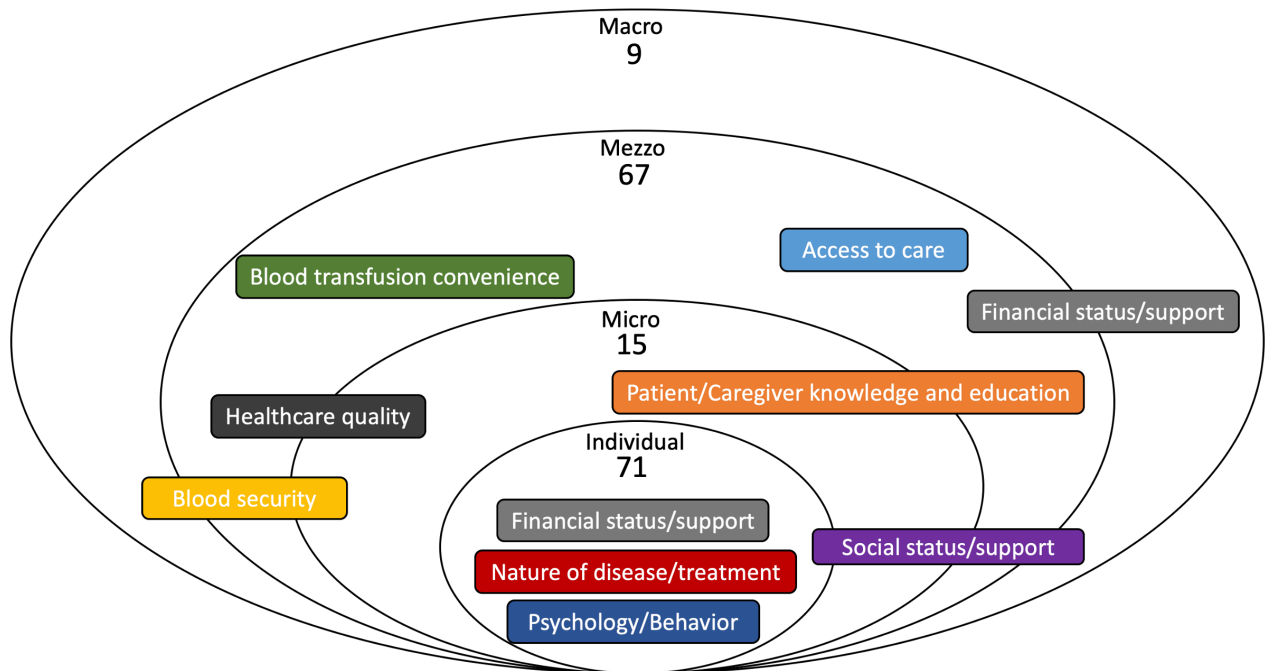 Macro
9
Mezzo
67
Access to care
Blood transfusion convenience
Financial status/support
Micro
15
Patient/Caregiver knowledge and education
Healthcare quality
Individual
71
Blood security
Financial status/support
Social status/support
Nature of disease/treatment
Psychology/Behavior